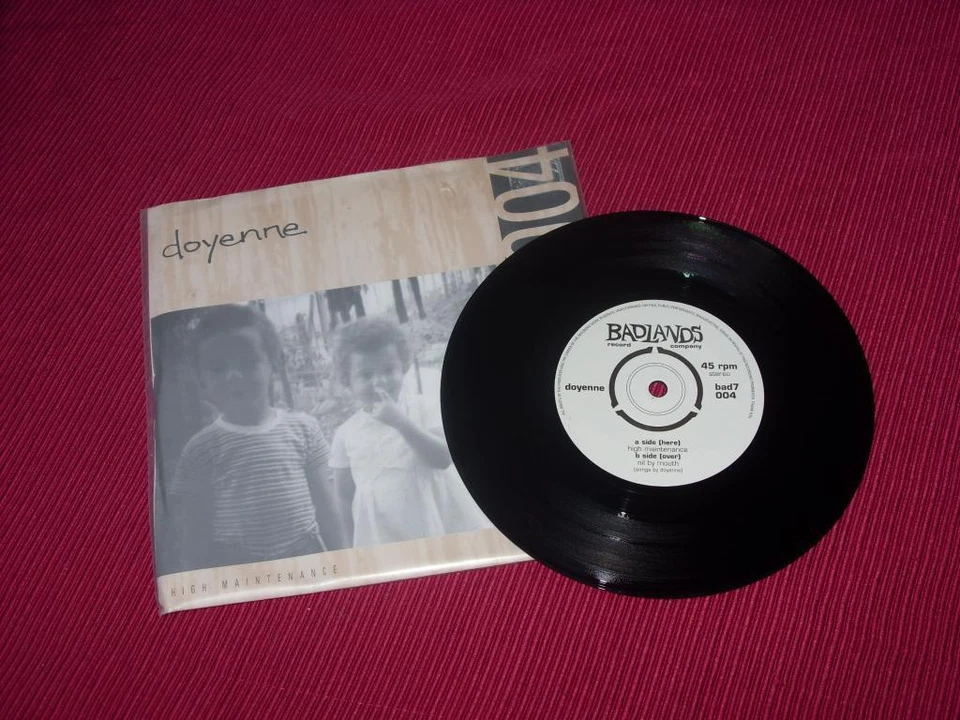 doyenne
004
HIGH MAINTENANCE
BADLANDS
record company
45 rpm
stereo
doyenne
bad7
004
a side (here)
high maintenance
b side (over)
nil by mouth
(songs by doyenne)